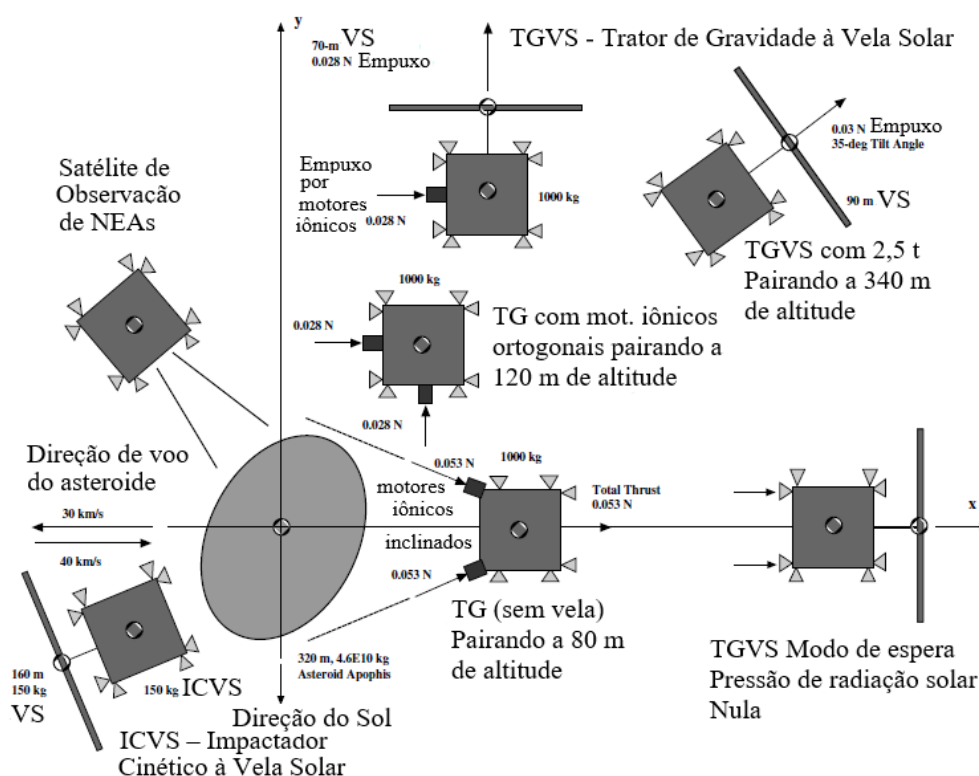 y
70-m VS
0.028 N Empuxo
TGVS - Trator de Gravidade à Vela Solar
0.03 N Empuxo
35-deg Tilt Angle
90 m VS
TGVS com 2,5 t
Pairando a 340 m
de altitude
Satélite de
Observacão
de NEAs
Empuxo
por
motores
iônicos
0.028 N
1000 kg
1000 kg
0.028 N
TG com mot. iônicos
ortogonais pairando a
120 m de altitude
0.028 N
Direção de voo
do asteroide
30 km/s
40 km/s
0.053 N
1000 kg
motores
iônicos
inclinados
0.053 N
Total Thrust
0.053 N
x
TG (sem vela)
Pairando a 80 m
de altitude
TGVS Modo de espera
Pressão de radiação solar
Nula
160 m
150 kg
VS
150 kg ICVS
320 m, 4.6E10 kg
Asteroid Apophis
Direção do Sol
ICVS – Impactador
Cinético à Vela Solar